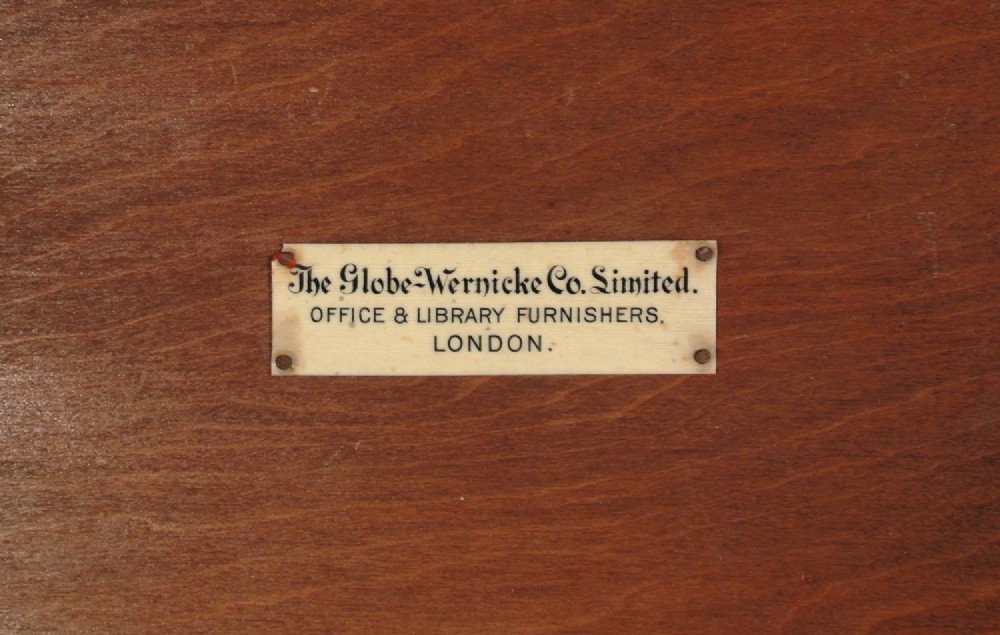 The Globe-Wernicke Co. Limited.
OFFICE & LIBRARY FURNISHERS,
LONDON.